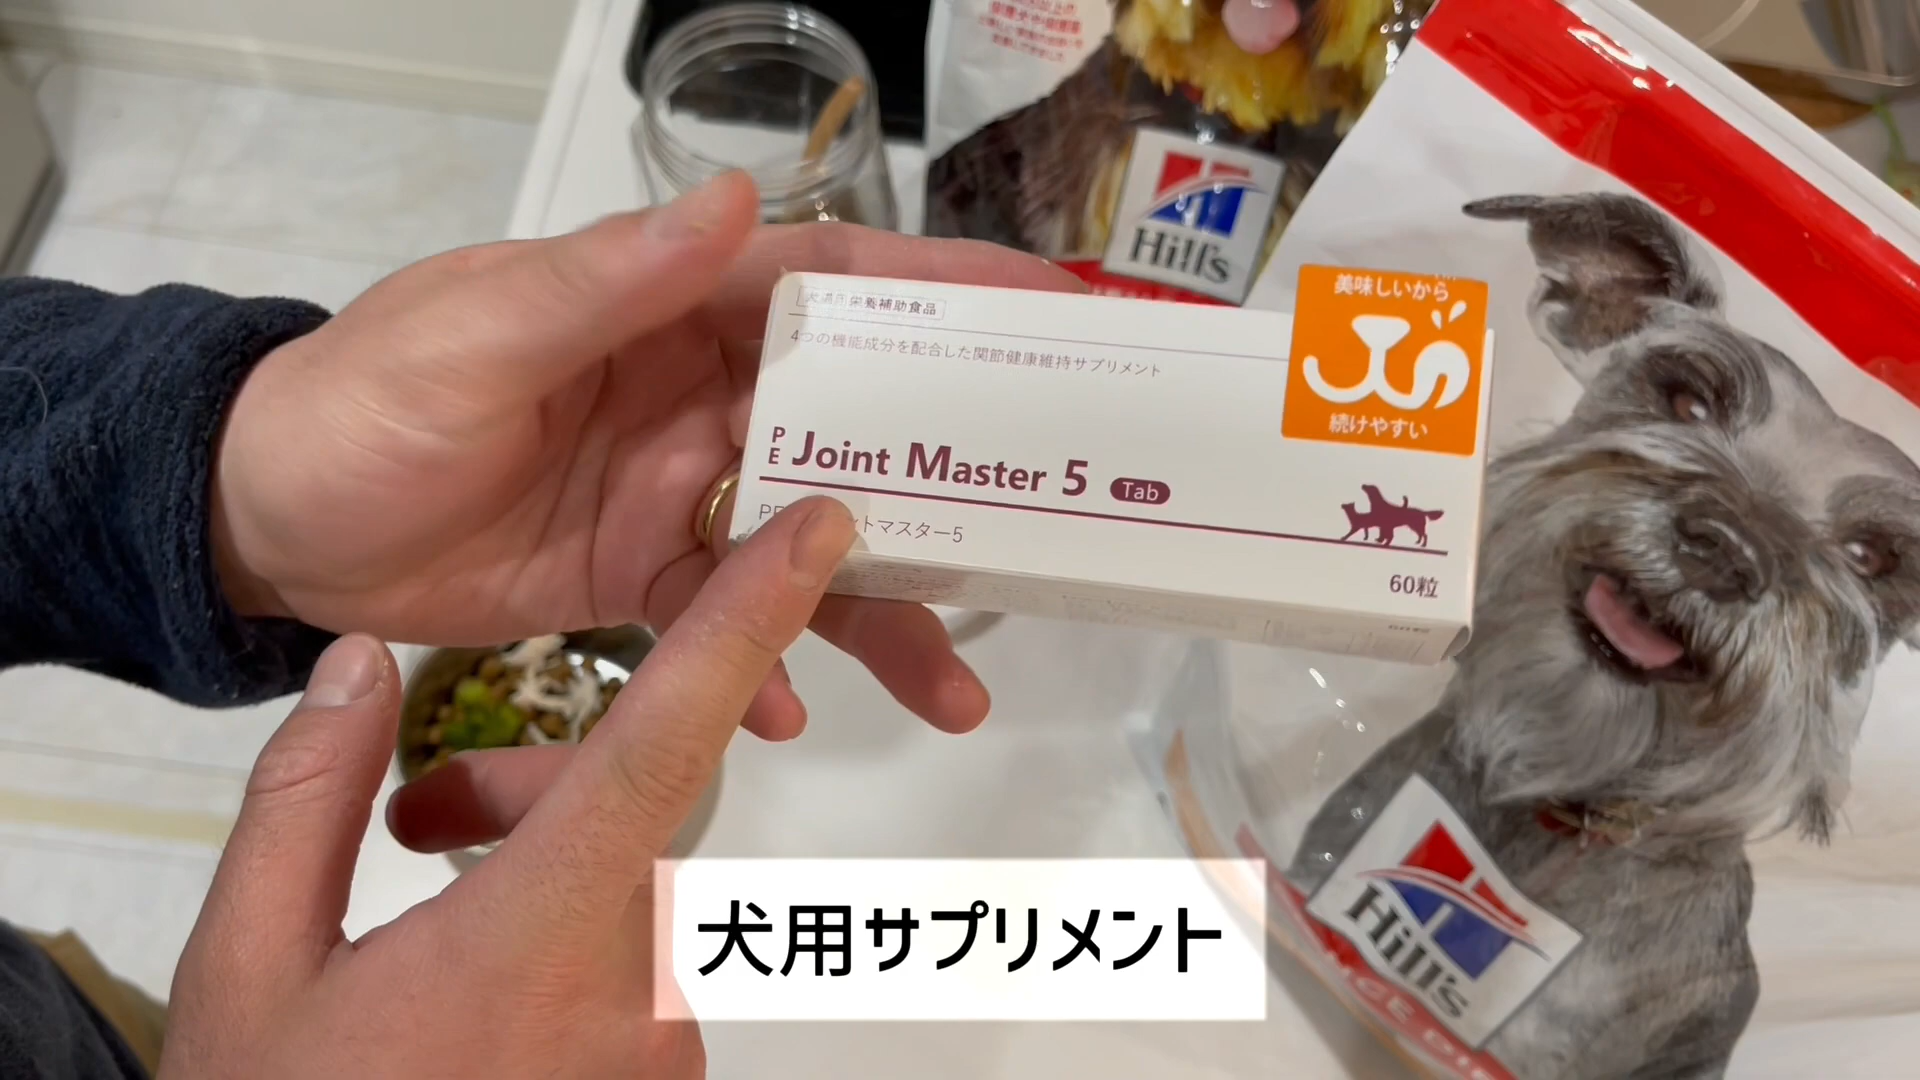 Hill's
美味しいから
続けやすい
犬猫用栄養補助食品
4つの機能成分を配合した関節健康維持サプリメント
PE Joint Master 5 Tab
トマスター5
60粒
Hill's
犬用サプリメント